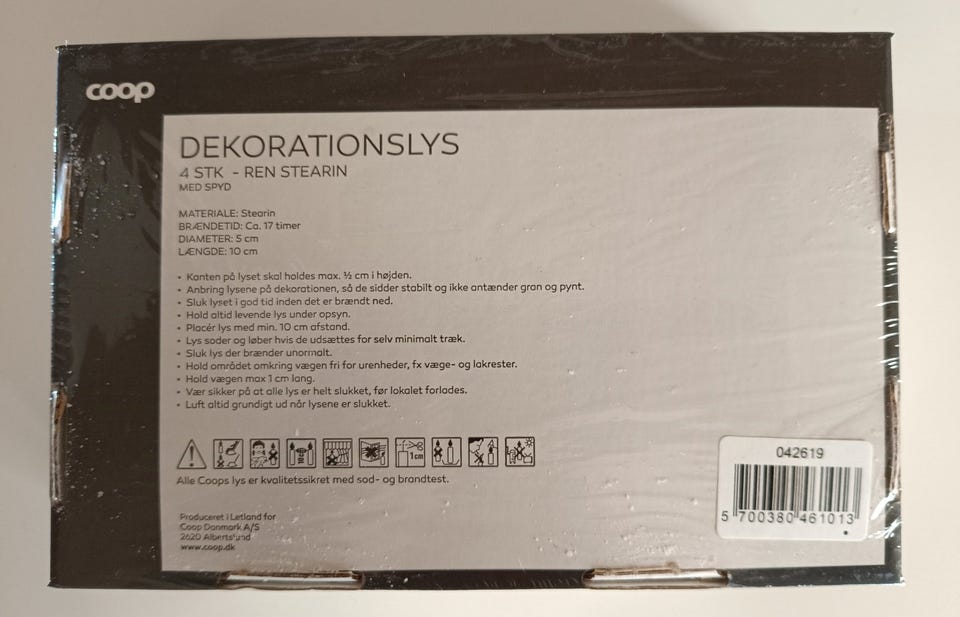 coop
DEKORATIONSLYS
4 STK - REN STEARIN
MED SPYD
MATERIALE: Stearin
BRÆNDETID: Ca. 17 timer
DIAMETER: 5 cm
LÆNGDE: 10 cm
• Kanten på lyset skal holdes max. ½ cm i højden.
• Anbring lysene på dekorationen, så de sidder stabilt og ikke antænder gran og pynt.
• Sluk lyset i god tid inden det er brændt ned.
• Hold altid levende lys under opsyn.
• Placér lys med min. 10 cm afstand.
• Lys soder og løber hvis de udsættes for selv minimalt træk.
• Sluk lys der brænder unormalt.
• Hold området omkring vægen fri for urenheder, fx væge- og lakrester.
• Hold vægen max 1 cm lang.
• Vær sikker på at alle lys er helt slukket, før lokalet forlades.
• Luft altid grundigt ud når lysene er slukket.
1cm
Alle Coops lys er kvalitetssikret med sod- og brandtest.
Produceret i Letland for
Coop Danmark A/S
2620 Albertslund
www.coop.dk
042619
5 700380 461013